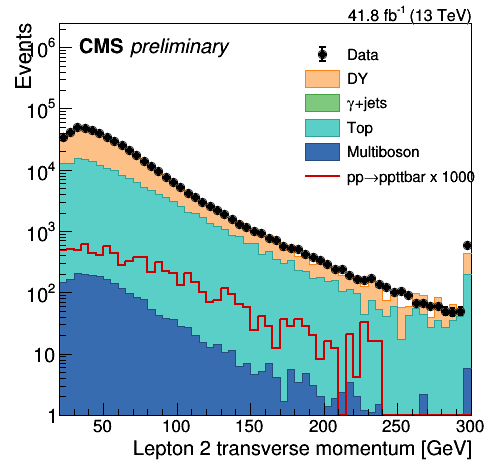 41.8 fb⁻¹ (13 TeV)
Events
CMS preliminary
Data
DY
γ+jets
Top
Multiboson
pp→ppttbar x 1000
10⁶
10⁵
10⁴
10³
10²
10
1
50 100 150 200 250 300
Lepton 2 transverse momentum [GeV]